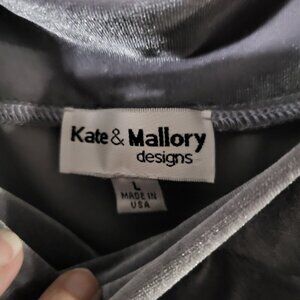 Kate & Mallory
designs
L
MADE IN
USA